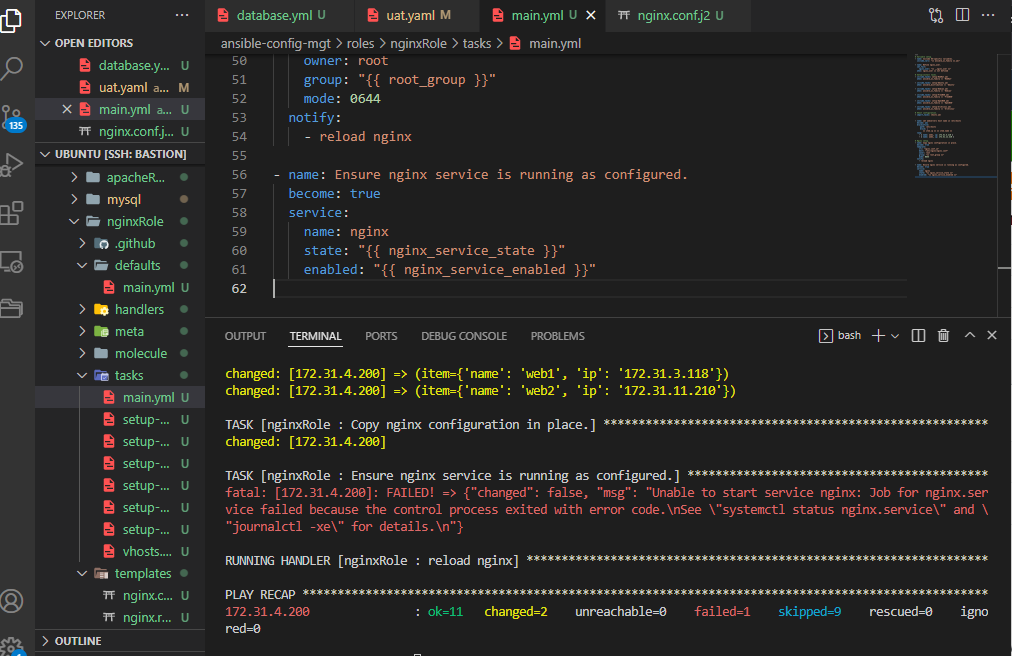 EXPLORER
OPEN EDITORS
database.y... U
uat.yaml a... M
main.yml a... U
nginx.conf.j... U
135
UBUNTU [SSH: BASTION]
apacheR...
mysql
nginxRole
.github
defaults
main.yml U
handlers
meta
molecule
tasks
main.yml U
setup-... U
setup-... U
setup-... U
setup-... U
setup-... U
setup-... U
vhosts.... U
templates
nginx.c... U
nginx.r... U
OUTLINE
database.yml U
uat.yaml M
main.yml U
nginx.conf.j2 U
ansible-config-mgt > roles > nginxRole > tasks > main.yml
50 owner: root
51 group: "{{ root_group }}"
52 mode: 0644
53 notify:
54 - reload nginx
55
56 - name: Ensure nginx service is running as configured.
57 become: true
58 service:
59 name: nginx
60 state: "{{ nginx_service_state }}"
61 enabled: "{{ nginx_service_enabled }}"
62
OUTPUT TERMINAL PORTS DEBUG CONSOLE PROBLEMS
bash
changed: [172.31.4.200] => (item={'name': 'web1', 'ip': '172.31.3.118'})
changed: [172.31.4.200] => (item={'name': 'web2', 'ip': '172.31.11.210'})
TASK [nginxRole : Copy nginx configuration in place.] ***************************************************
changed: [172.31.4.200]
TASK [nginxRole : Ensure nginx service is running as configured.] ****************************************
fatal: [172.31.4.200]: FAILED! => {"changed": false, "msg": "Unable to start service nginx: Job for nginx.ser
vice failed because the control process exited with error code.\nSee \"systemctl status nginx.service\" and \
"journalctl -xe\" for details.\n"}
RUNNING HANDLER [nginxRole : reload nginx] *************************************************************
PLAY RECAP *******************************************************************************************
172.31.4.200 : ok=11 changed=2 unreachable=0 failed=1 skipped=9 rescued=0 igno
red=0